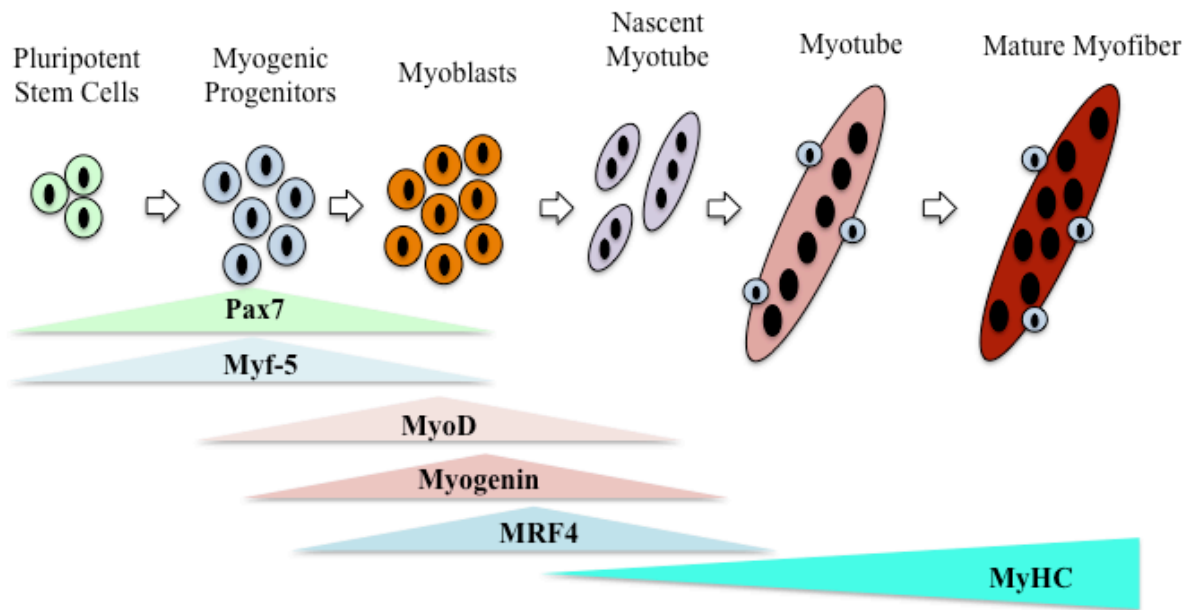 Pluripotent
Stem Cells
Myogenic
Progenitors
Myoblasts
Nascent
Myotube
Myotube
Mature Myofiber
Pax7
Myf-5
MyoD
Myogenin
MRF4
MyHC